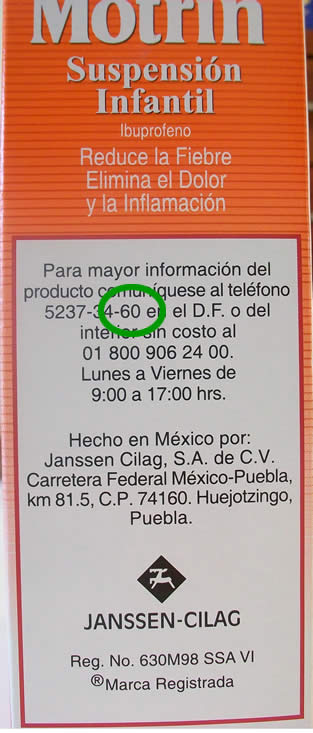 Motrin
Suspensión
Infantil
Ibuprofeno
Reduce la Fiebre
Elimina el Dolor
y la Inflamación
Para mayor información del
producto comuníquese al teléfono
5237-34-60 en el D.F. o del
interior sin costo al
01 800 906 24 00.
Lunes a Viernes de
9:00 a 17:00 hrs.
Hecho en México por:
Janssen Cilag, S.A. de C.V.
Carretera Federal México-Puebla,
km 81.5, C.P. 74160. Huejotzingo,
Puebla.
JANSSEN-CILAG
Reg. No. 630M98 SSA VI
®Marca Registrada